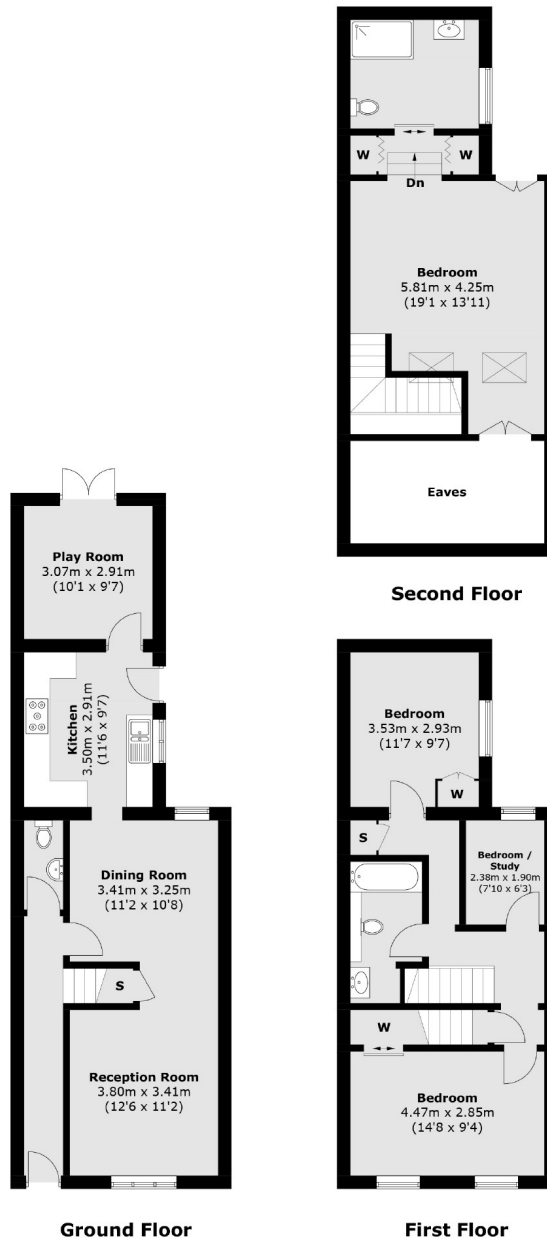 W
W
Dn
Bedroom
5.81m x 4.25m
(19'1 x 13'11)
Eaves
Second Floor
Play Room
3.07m x 2.91m
(10'1 x 9'7)
Kitchen
3.50m x 2.91m
(11'6 x 9'7)
Dining Room
3.41m x 3.25m
(11'2 x 10'8)
S
Reception Room
3.80m x 3.41m
(12'6 x 11'2)
Ground Floor
Bedroom
3.53m x 2.93m
(11'7 x 9'7)
W
S
Bedroom /
Study
2.38m x 1.90m
(7'10 x 6'3)
W
Bedroom
4.47m x 2.85m
(14'8 x 9'4)
First Floor